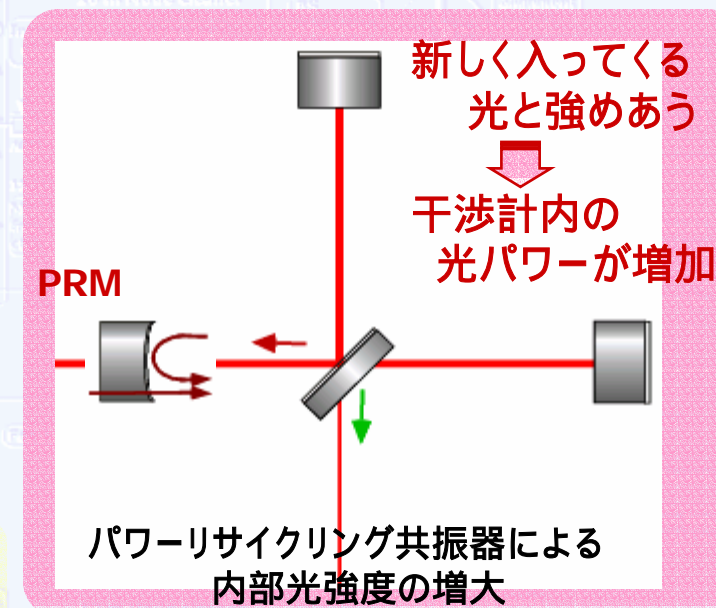 新しく入ってくる
光と強めあう
干渉計内の
光パワーが増加
PRM
パワーリサイクリング共振器による
内部光強度の増大